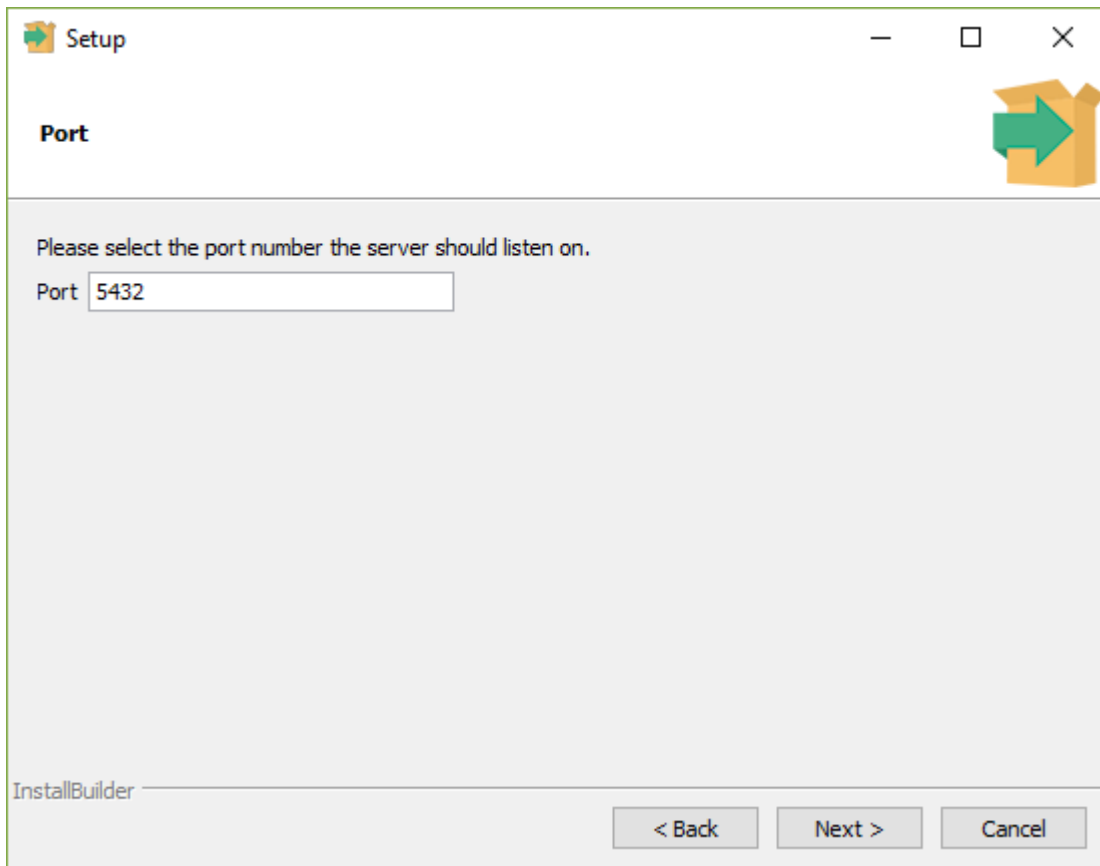 Setup
Port
Please select the port number the server should listen on.
Port 5432
InstallBuilder
< Back Next > Cancel